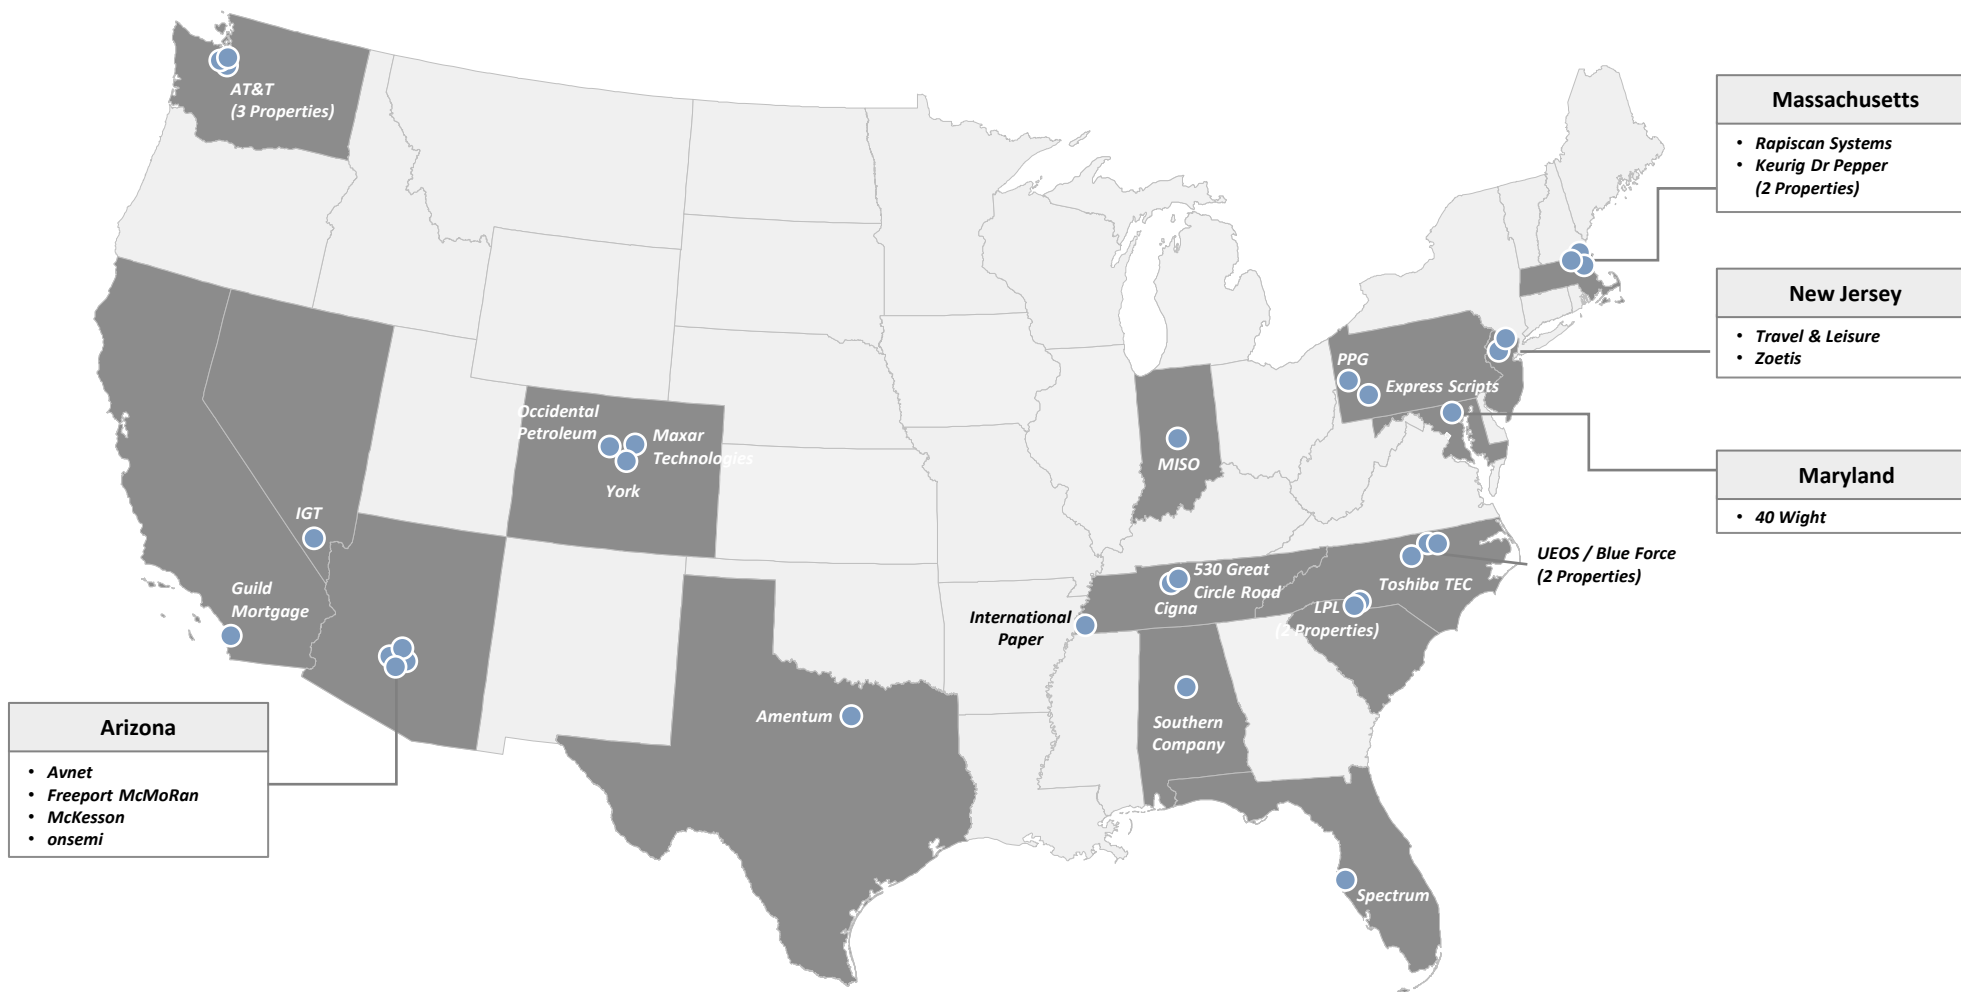 AT&T
(3 Properties)
Massachusetts
• Rapiscan Systems
• Keurig Dr Pepper
(2 Properties)
New Jersey
• Travel & Leisure
• Zoetis
PPG
Express Scripts
Occidental
Petroleum
Maxar
Technologies
York
MISO
Maryland
• 40 Wight
IGT
UEOS / Blue Force
(2 Properties)
Guild
Mortgage
530 Great
Circle Road
Cigna
Toshiba TEC
LPL
(2 Properties)
International
Paper
Amentum
Southern
Company
Arizona
• Avnet
• Freeport McMoRan
• McKesson
• onsemi
Spectrum